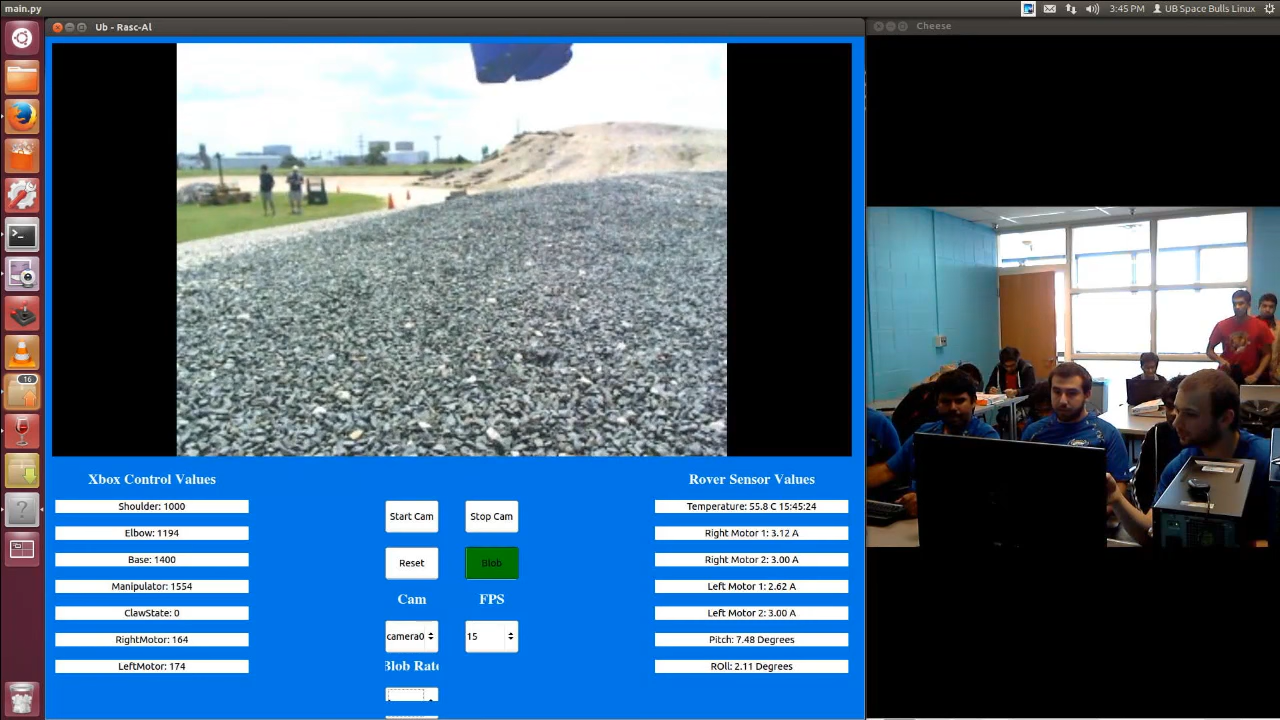 main.py
3:45 PM
UB Space Bulls Linux
Ub - Rasc-Al
Cheese
16
Xbox Control Values
Shoulder: 1000
Elbow: 1194
Base: 1400
Manipulator: 1554
ClawState: 0
RightMotor: 164
LeftMotor: 174
Start Cam
Stop Cam
Reset
Blob
Cam
FPS
camera0
15
Blob Rate
Rover Sensor Values
Temperature: 55.8 C 15:45:24
Right Motor 1: 3.12 A
Right Motor 2: 3.00 A
Left Motor 1: 2.62 A
Left Motor 2: 3.00 A
Pitch: 7.48 Degrees
ROll: 2.11 Degrees